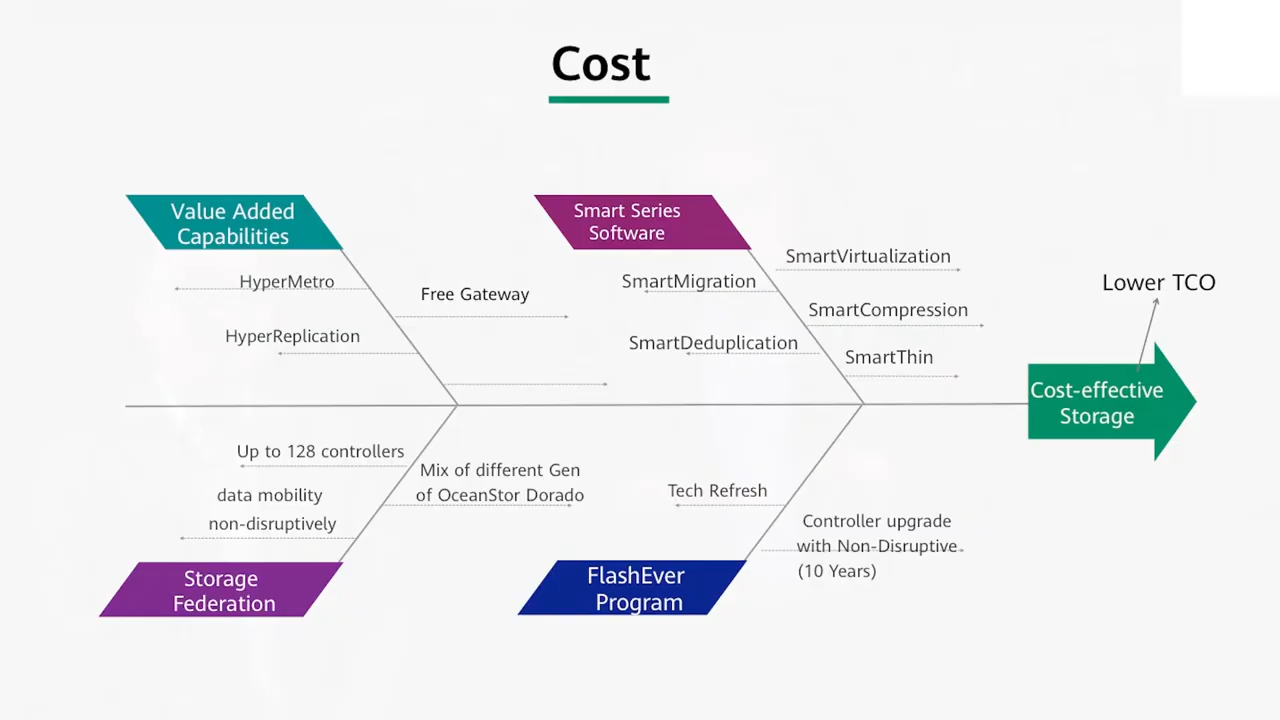 Cost
Value Added
Capabilities
HyperMetro
HyperReplication
Free Gateway
Smart Series
Software
SmartMigration
SmartDeduplication
SmartVirtualization
SmartCompression
SmartThin
Lower TCO
Cost-effective
Storage
Up to 128 controllers
data mobility
non-disruptively
Mix of different Gen
of OceanStor Dorado
Storage
Federation
Tech Refresh
Controller upgrade
with Non-Disruptive
(10 Years)
FlashEver
Program